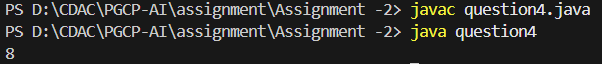 PS D:\CDAC\PGCP-AI\assignment\Assignment -2> javac question4.java
PS D:\CDAC\PGCP-AI\assignment\Assignment -2> java question4
8